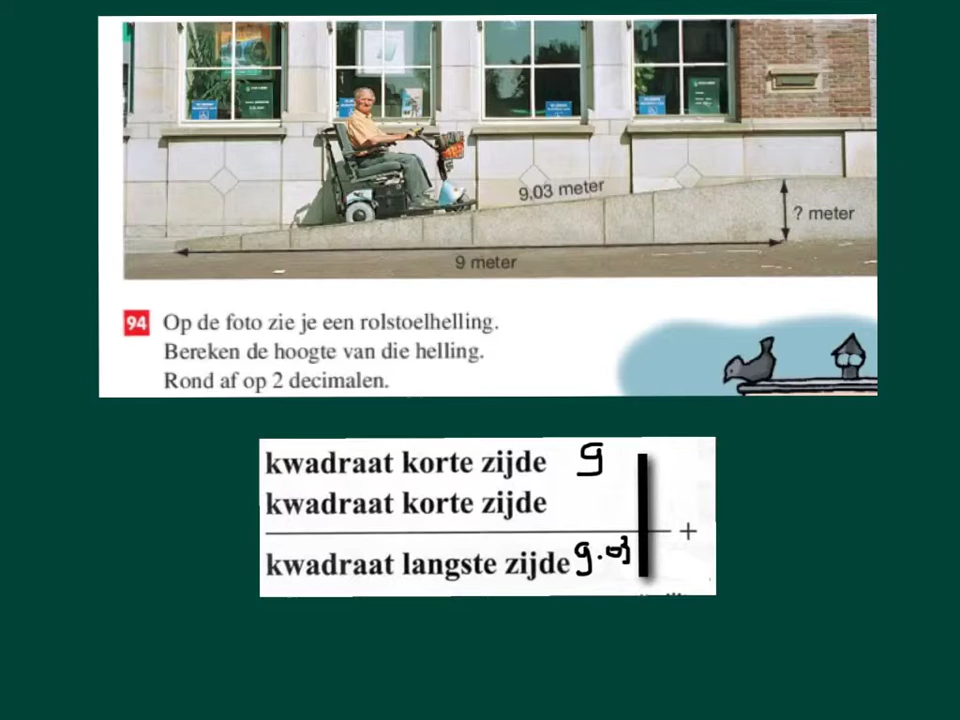 9,03 meter
? meter
9 meter
94 Op de foto zie je een rolstoelhelling.
Bereken de hoogte van die helling.
Rond af op 2 decimalen.
kwadraat korte zijde 9
kwadraat korte zijde
+
kwadraat langste zijde 9.03